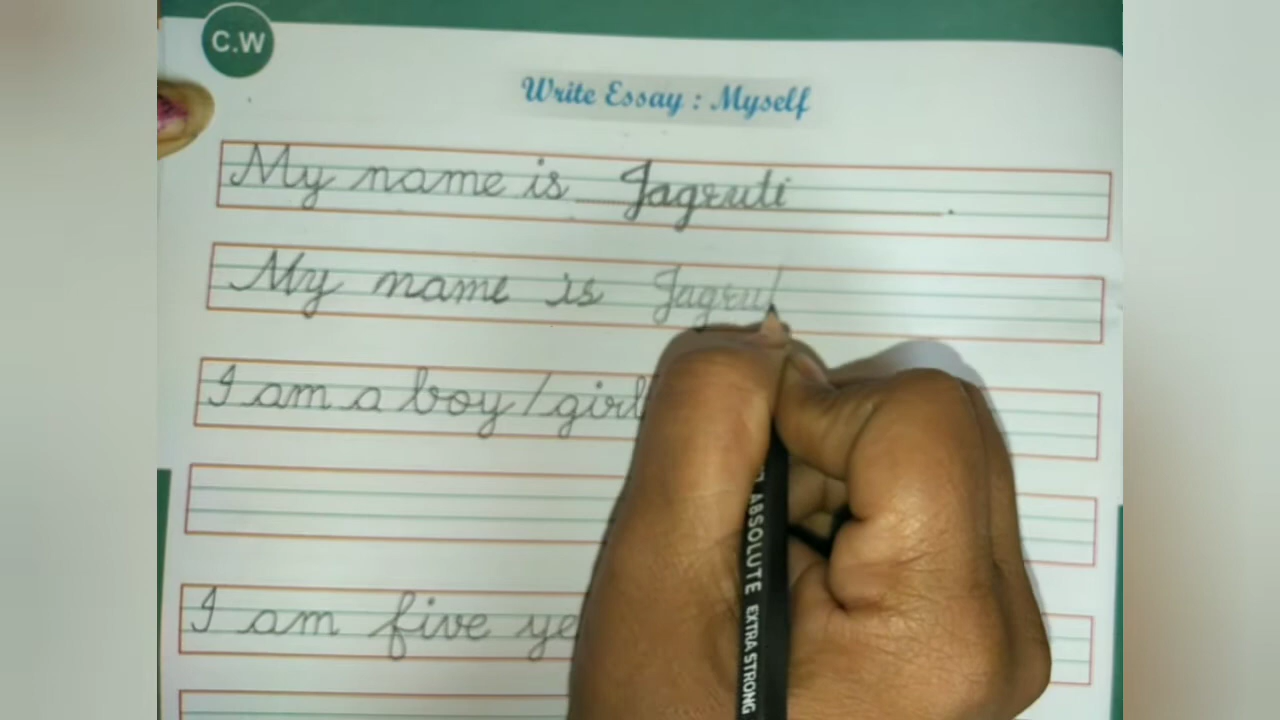 C.W
Write Essay : Myself
My name is Jagruti .
My name is Jagru
I am a boy/girl
I am five ye
ABSOLUTE EXTRA STRONG